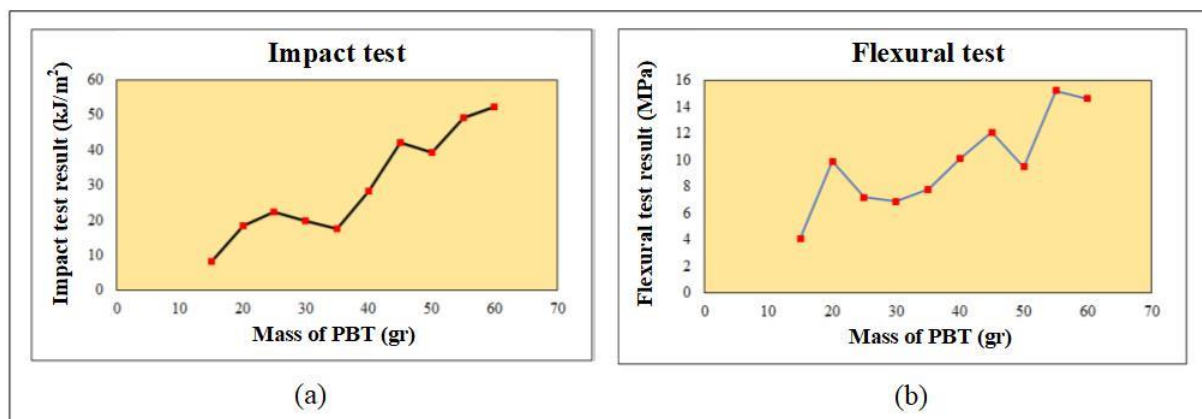 Impact test
Impact test result (kJ/m²)
60
50
40
30
20
10
0
0 10 20 30 40 50 60 70
Mass of PBT (gr)
(a)
Flexural test
Flexural test result (MPa)
16
14
12
10
8
6
4
2
0
0 10 20 30 40 50 60 70
Mass of PBT (gr)
(b)